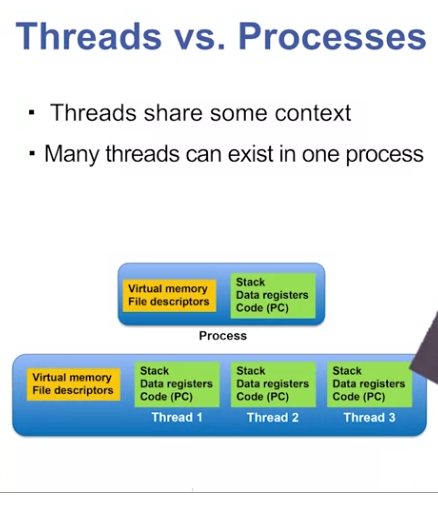 Threads vs. Processes
▪ Threads share some context
▪ Many threads can exist in one process
Virtual memory
File descriptors
Stack
Data registers
Code (PC)
Process
Virtual memory
File descriptors
Stack
Data registers
Code (PC)
Thread 1
Stack
Data registers
Code (PC)
Thread 2
Stack
Data registers
Code (PC)
Thread 3